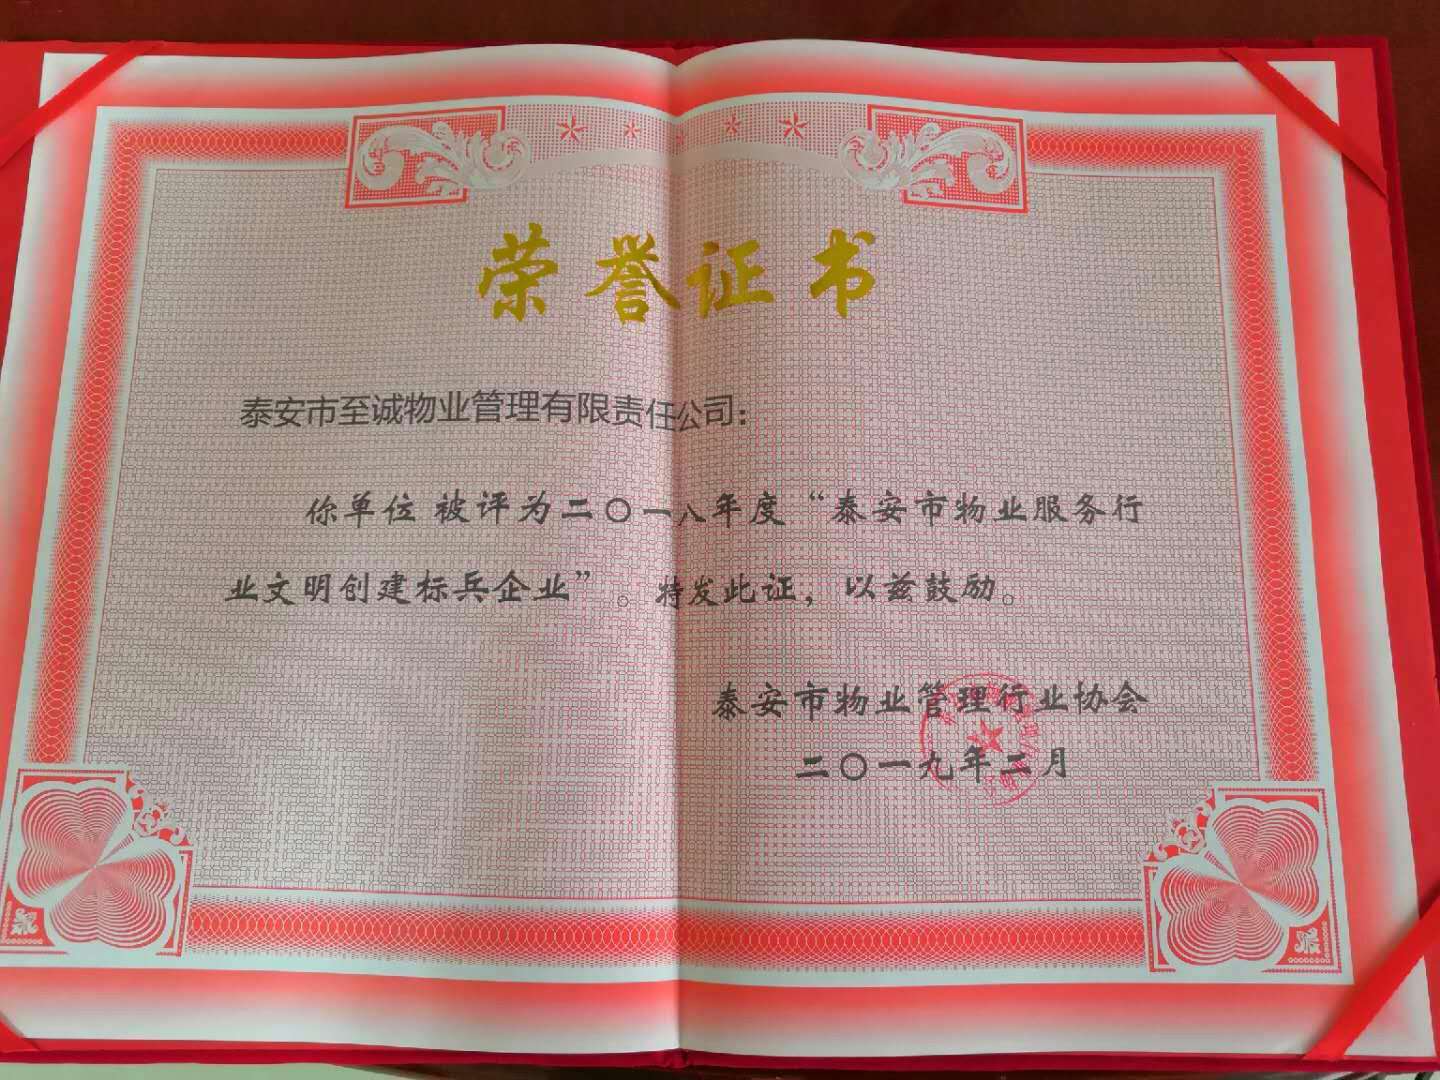 荣誉证书
泰安市至诚物业管理有限责任公司：
你单位 被评为二〇一八年度“泰安市物业服务行
业文明创建标兵企业”。特发此证，以兹鼓励。
泰安市物业管理行业协会
二〇一九年二月